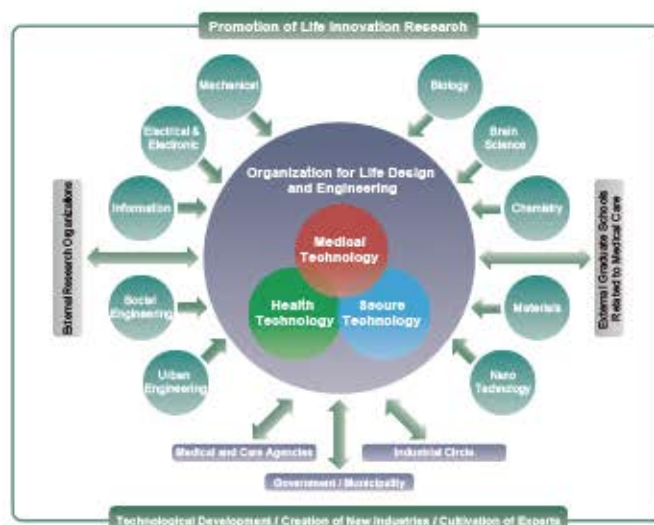 Promotion of Life Innovation Research
Mechanical
Biology
Electrical &
Electronic
Brain
Science
Organization for Life Design
and Engineering
Information
Chemistry
Medical
Technology
External Research Organizations
External Graduate Schools
Related to Medical Care
Health
Technology
Secure
Technology
Social
Engineering
Materials
Urban
Engineering
Nano
Technology
Medical and Care Agencies
Industrial Circle
Government / Municipality
Technological Development / Creation of New Industries / Cultivation of Experts